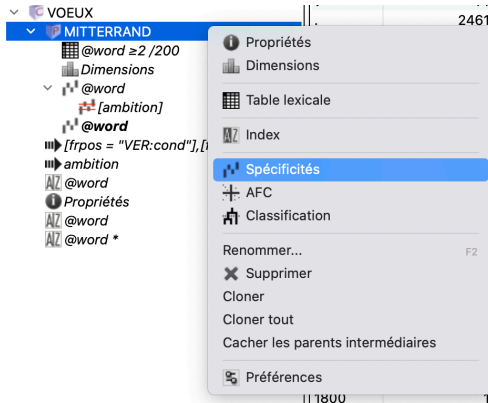 VOEUX
MITTERRAND
@word ≥2 /200
Dimensions
@word
[ambition]
@word
[frpos = "VER:cond"],[f
ambition
@word
Propriétés
@word
@word *
.
2461
Propriétés
Dimensions
Table lexicale
Index
Spécificités
AFC
Classification
Renommer... F2
Supprimer
Cloner
Cloner tout
Cacher les parents intermédiaires
Préférences
1800